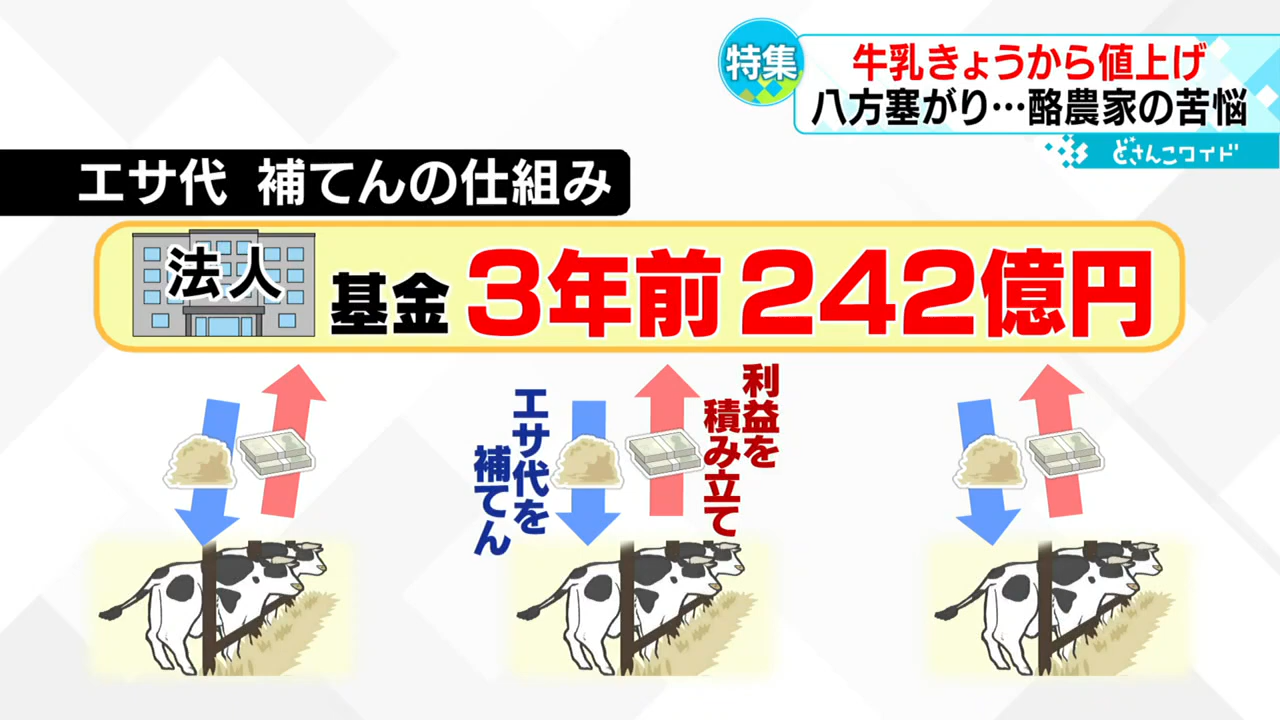 特集
牛乳きょうから値上げ
八方塞がり…酪農家の苦悩
どさんこワイド
エサ代 補てんの仕組み
法人
基金 3年前 242億円
利益を
積み立て
エサ代を
補てん